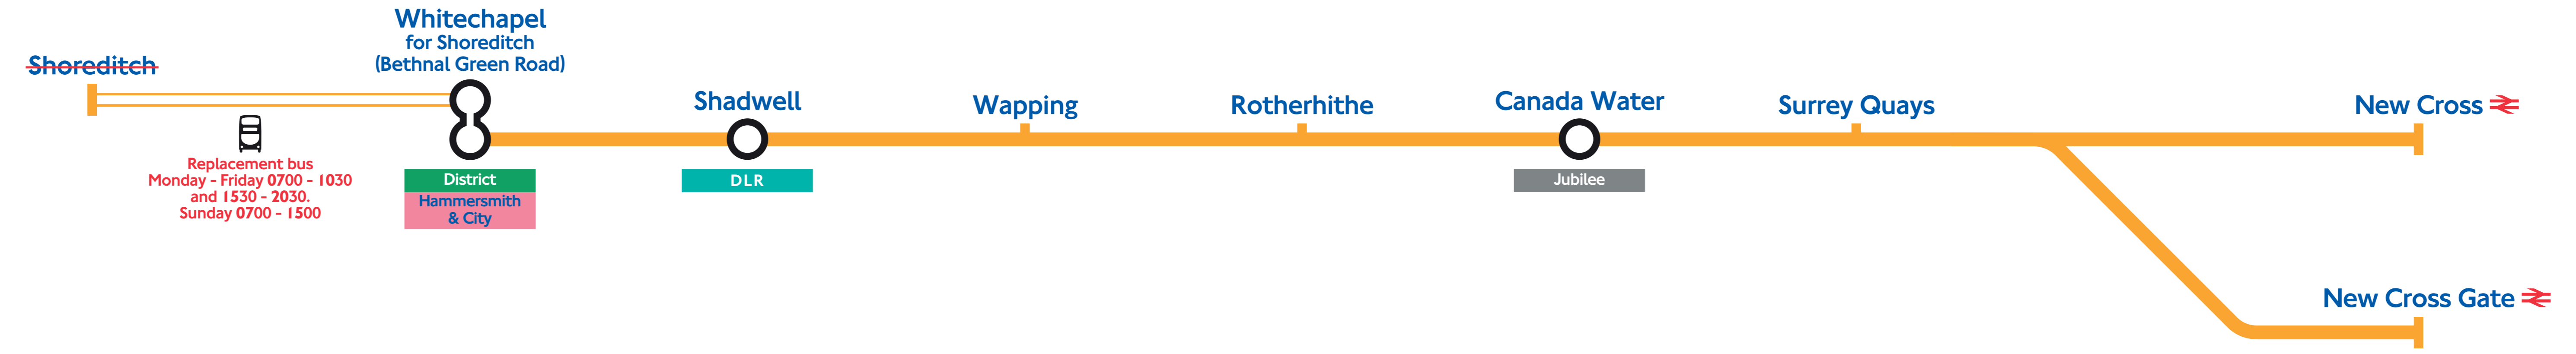 Shoreditch
Replacement bus
Monday - Friday 0700 - 1030
and 1530 - 2030.
Sunday 0700 - 1500
Whitechapel
for Shoreditch
(Bethnal Green Road)
District
Hammersmith
& City
Shadwell
DLR
Wapping
Rotherhithe
Canada Water
Jubilee
Surrey Quays
New Cross
New Cross Gate